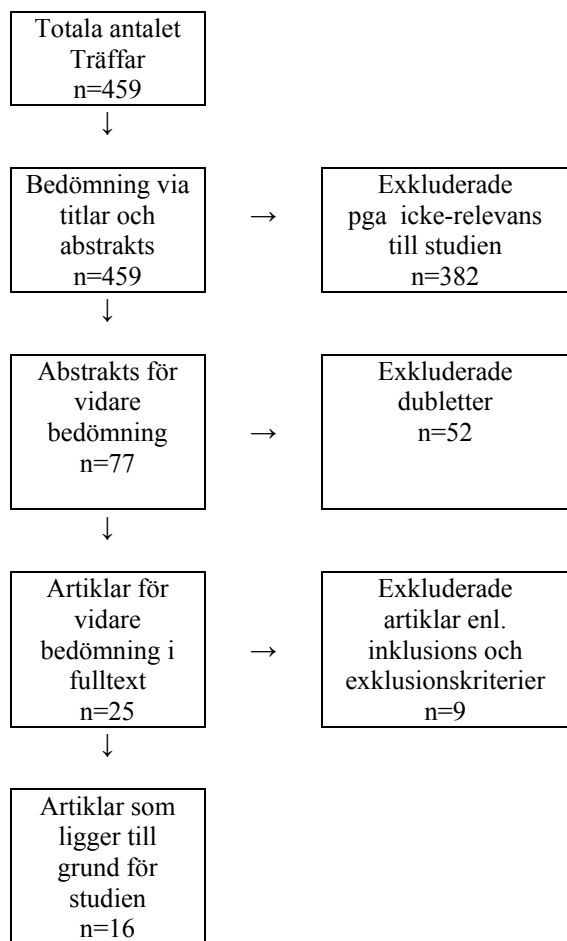 Totala antalet
Träffar
n=459
↓
Bedömning via
titlar och
abstrakts
n=459
→
Exkluderade
pga icke-relevans
till studien
n=382
↓
Abstrakts för
vidare
bedömning
n=77
→
Exkluderade
dubletter
n=52
↓
Artiklar för
vidare
bedömning i
fulltext
n=25
→
Exkluderade
artiklar enl.
inklusions och
exklusionskriterier
n=9
↓
Artiklar som
ligger till
grund för
studien
n=16